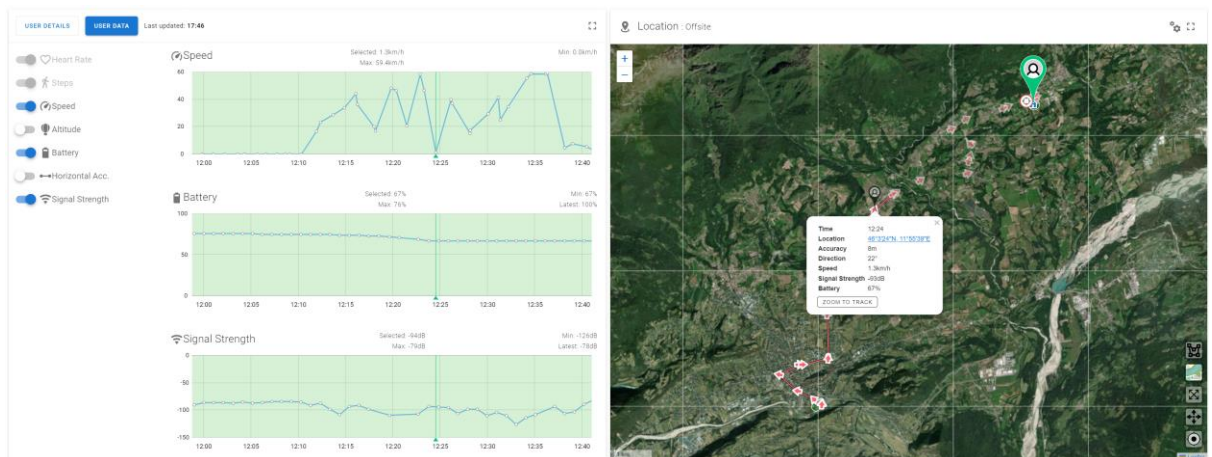 USER DETAILS USER DATA Last updated: 17:46
Heart Rate
Steps
Speed
Altitude
Battery
Horizontal Acc.
Signal Strength
Speed
Selected: 1.3km/h Min: 0.0km/h
Max: 59.4km/h
60
40
20
0
12:00 12:05 12:10 12:15 12:20 12:25 12:30 12:35 12:40
Battery
Selected: 67% Min: 67%
Max: 76% Latest: 100%
100
50
0
12:00 12:05 12:10 12:15 12:20 12:25 12:30 12:35 12:40
Signal Strength
Selected: -94dB Min: -126dB
Max: -79dB Latest: -78dB
0
-50
-100
-150
12:00 12:05 12:10 12:15 12:20 12:25 12:30 12:35 12:40
Location : Offsite
+
−
Time 12:24
Location
Accuracy 8m
Direction 22°
Speed 1.3km/h
Signal Strength -93dB
Battery 67%
ZOOM TO TRACK